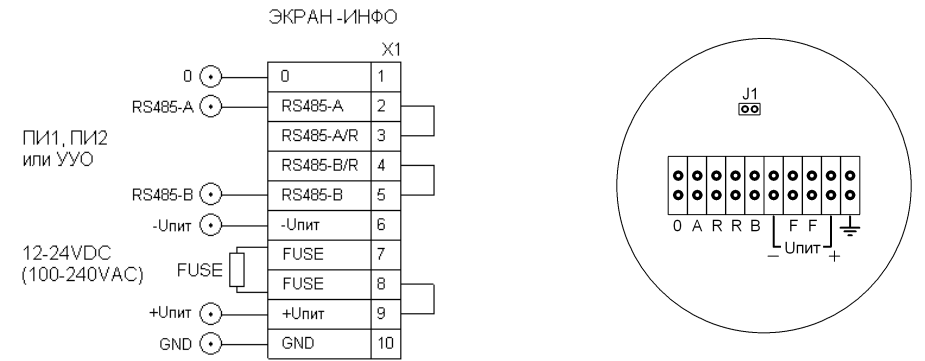 ЭКРАН-ИНФО
X1
0 0 1
RS485-A RS485-A 2
RS485-A/R 3
ПИ1, ПИ2
или УУО
RS485-B/R 4
RS485-B RS485-B 5
-Uпит -Uпит 6
12-24VDC
(100-240VAC)
FUSE FUSE 7
FUSE 8
+Uпит +Uпит 9
GND GND 10
J1
0 A R R B F F
− Uпит +